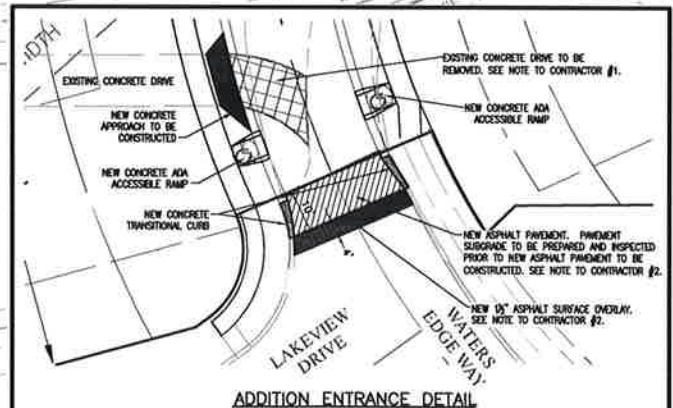 IDTH
EXISTING CONCRETE DRIVE
NEW CONCRETE
APPROACH TO BE
CONSTRUCTED
NEW CONCRETE ADA
ACCESSIBLE RAMP
NEW CONCRETE
TRANSITIONAL CURB
EXISTING CONCRETE DRIVE TO BE
REMOVED. SEE NOTE TO CONTRACTOR #1.
NEW CONCRETE ADA
ACCESSIBLE RAMP
NEW ASPHALT PAVEMENT. PAVEMENT
SUBGRADE TO BE PREPARED AND INSPECTED
PRIOR TO NEW ASPHALT PAVEMENT TO BE
CONSTRUCTED. SEE NOTE TO CONTRACTOR #2.
NEW 1½" ASPHALT SURFACE OVERLAY.
SEE NOTE TO CONTRACTOR #2.
LAKEVIEW
DRIVE
WATERS
EDGE WAY
ADDITION ENTRANCE DETAIL